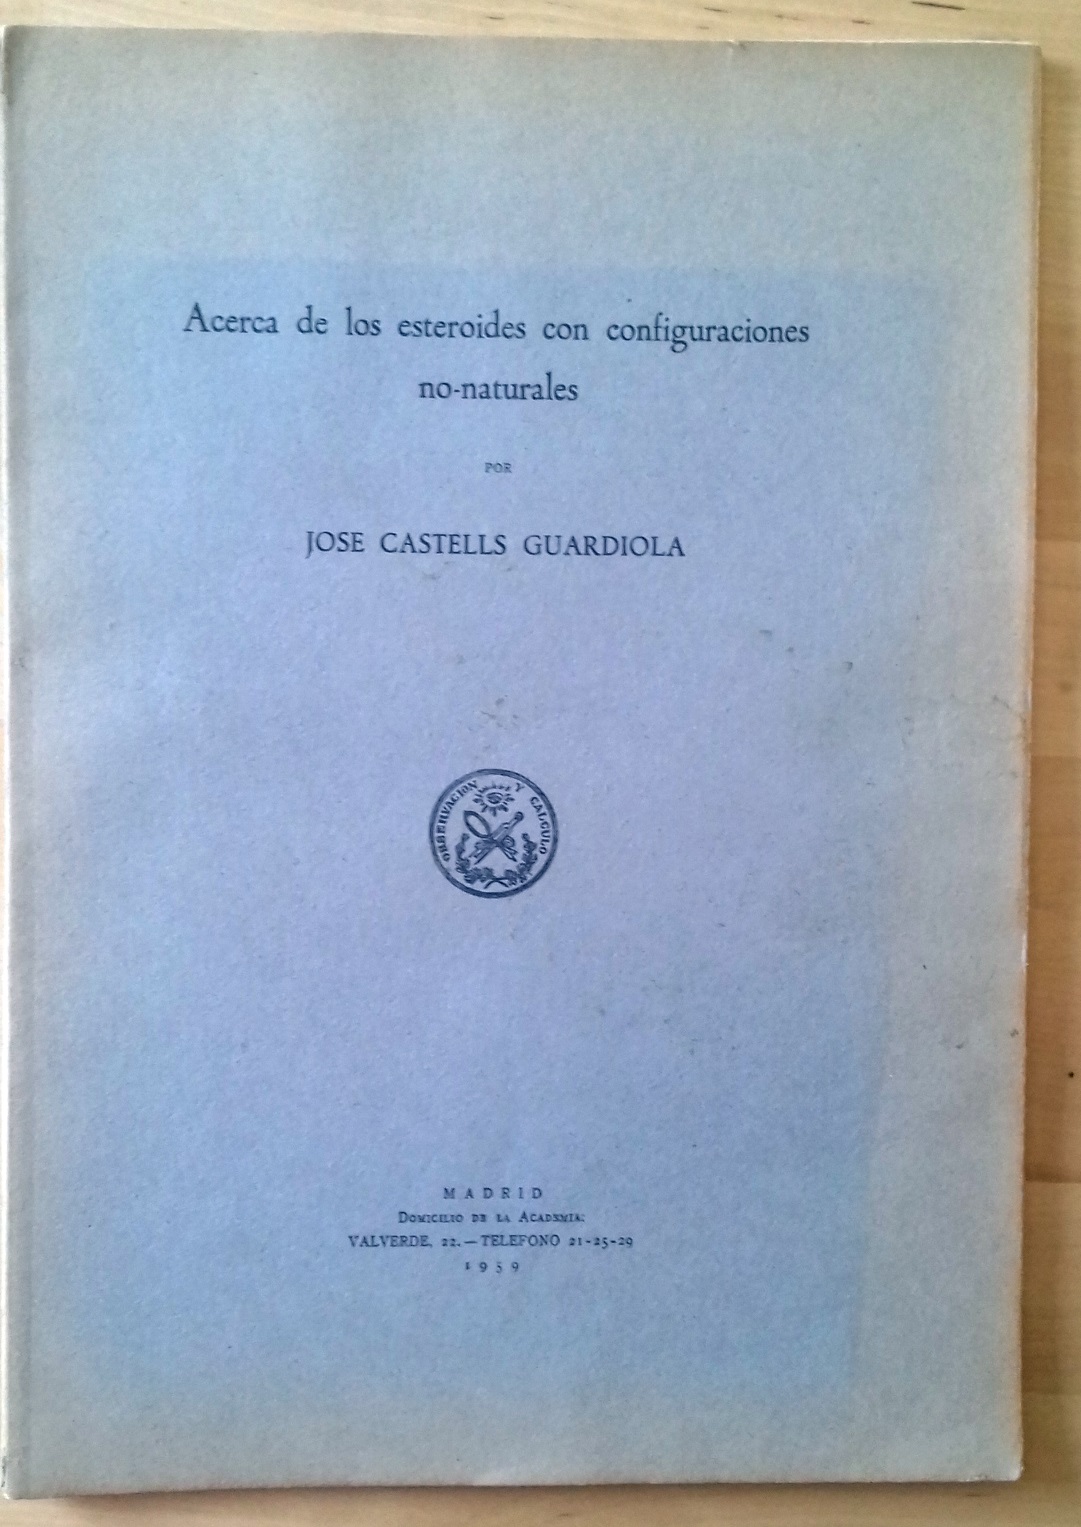 Acerca de los esteroides con configuraciones
no-naturales
POR
JOSE CASTELLS GUARDIOLA
OBSERVACION Y CALCULO
MADRID
DOMICILIO DE LA ACADEMIA:
VALVERDE, 22.—TELEFONO 21-25-29
1959